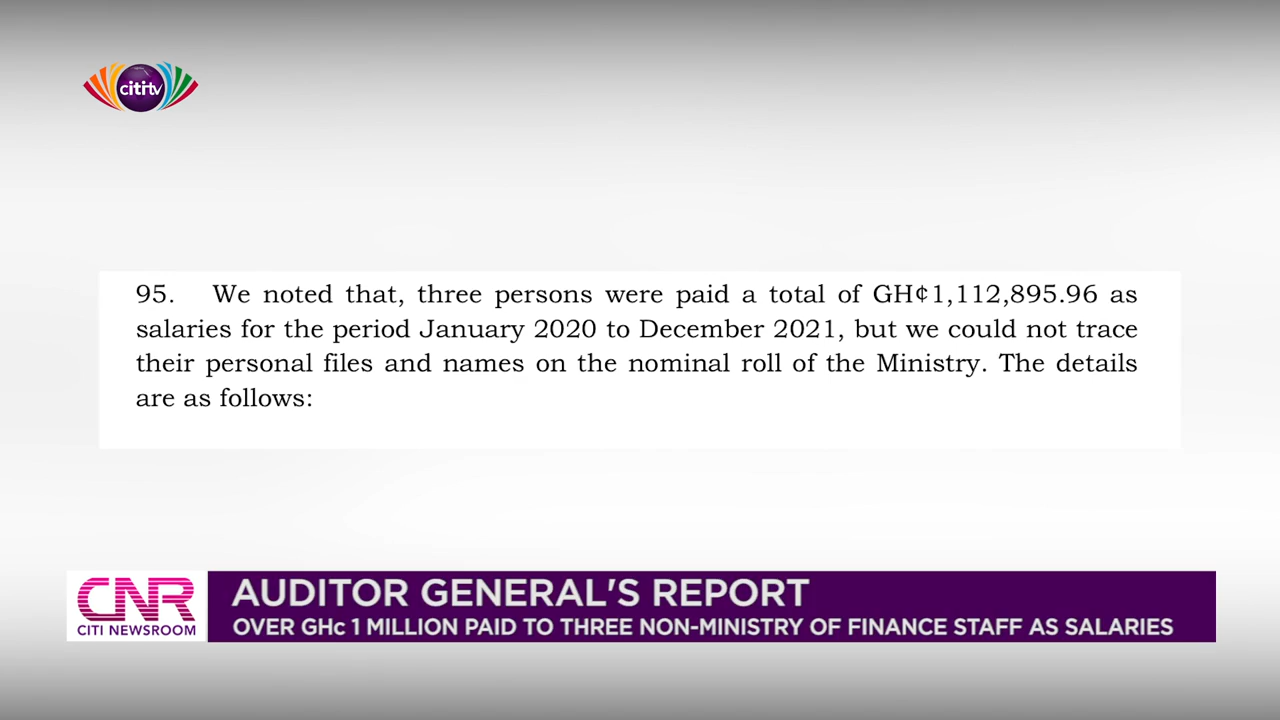 cititv
95. We noted that, three persons were paid a total of GH¢1,112,895.96 as
salaries for the period January 2020 to December 2021, but we could not trace
their personal files and names on the nominal roll of the Ministry. The details
are as follows:
CNR
CITI NEWSROOM
AUDITOR GENERAL'S REPORT
OVER GHc 1 MILLION PAID TO THREE NON-MINISTRY OF FINANCE STAFF AS SALARIES